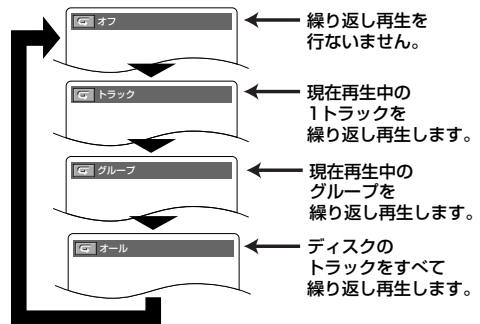 オフ
繰り返し再生を
行ないません。
トラック
現在再生中の
1トラックを
繰り返し再生します。
グループ
現在再生中の
グループを
繰り返し再生します。
オール
ディスクの
トラックをすべて
繰り返し再生します。